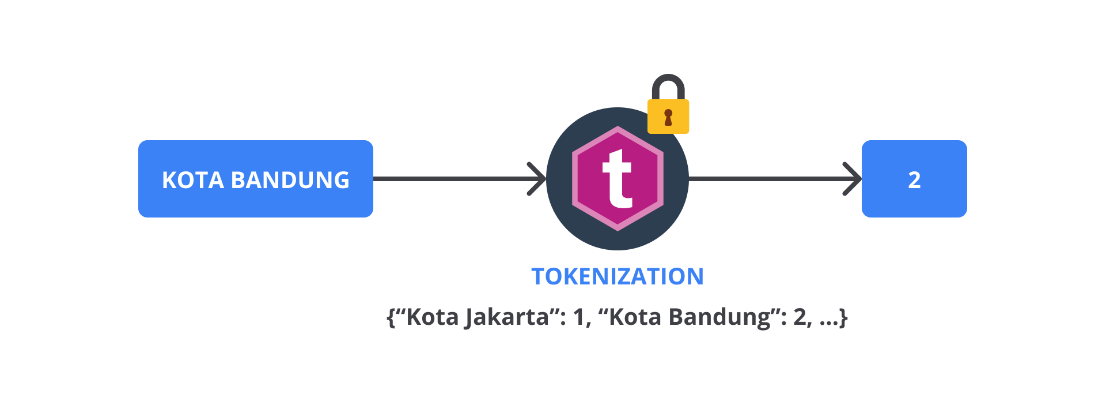 KOTA BANDUNG
t
2
TOKENIZATION
{“Kota Jakarta”: 1, “Kota Bandung”: 2, ...}